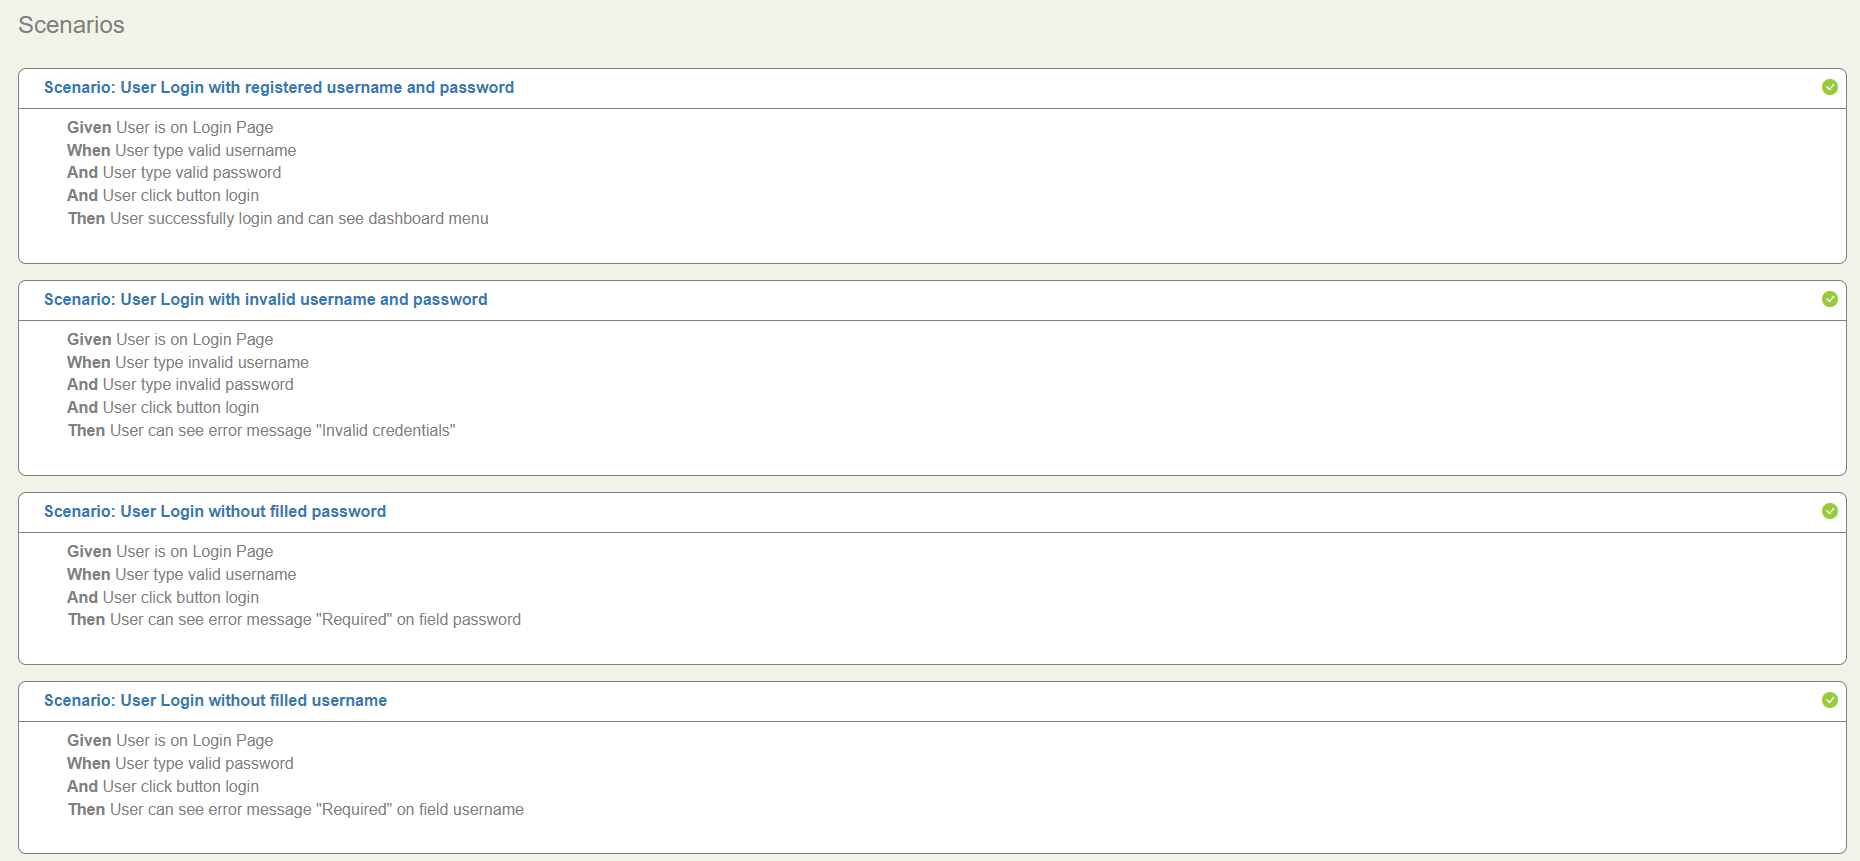 Scenarios
Scenario: User Login with registered username and password
Given User is on Login Page
When User type valid username
And User type valid password
And User click button login
Then User successfully login and can see dashboard menu
Scenario: User Login with invalid username and password
Given User is on Login Page
When User type invalid username
And User type invalid password
And User click button login
Then User can see error message "Invalid credentials"
Scenario: User Login without filled password
Given User is on Login Page
When User type valid username
And User click button login
Then User can see error message "Required" on field password
Scenario: User Login without filled username
Given User is on Login Page
When User type valid password
And User click button login
Then User can see error message "Required" on field username